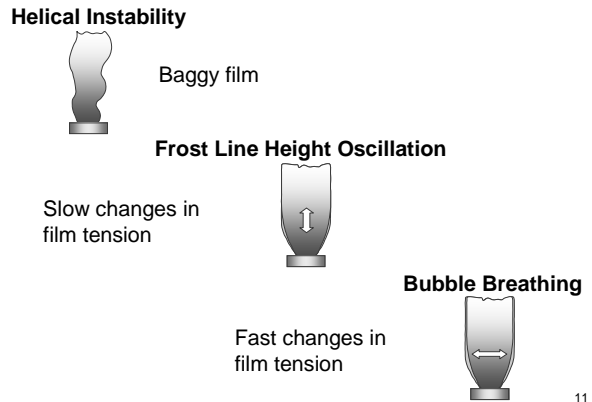 Helical Instability
Baggy film
Frost Line Height Oscillation
Slow changes in
film tension
Bubble Breathing
Fast changes in
film tension
11